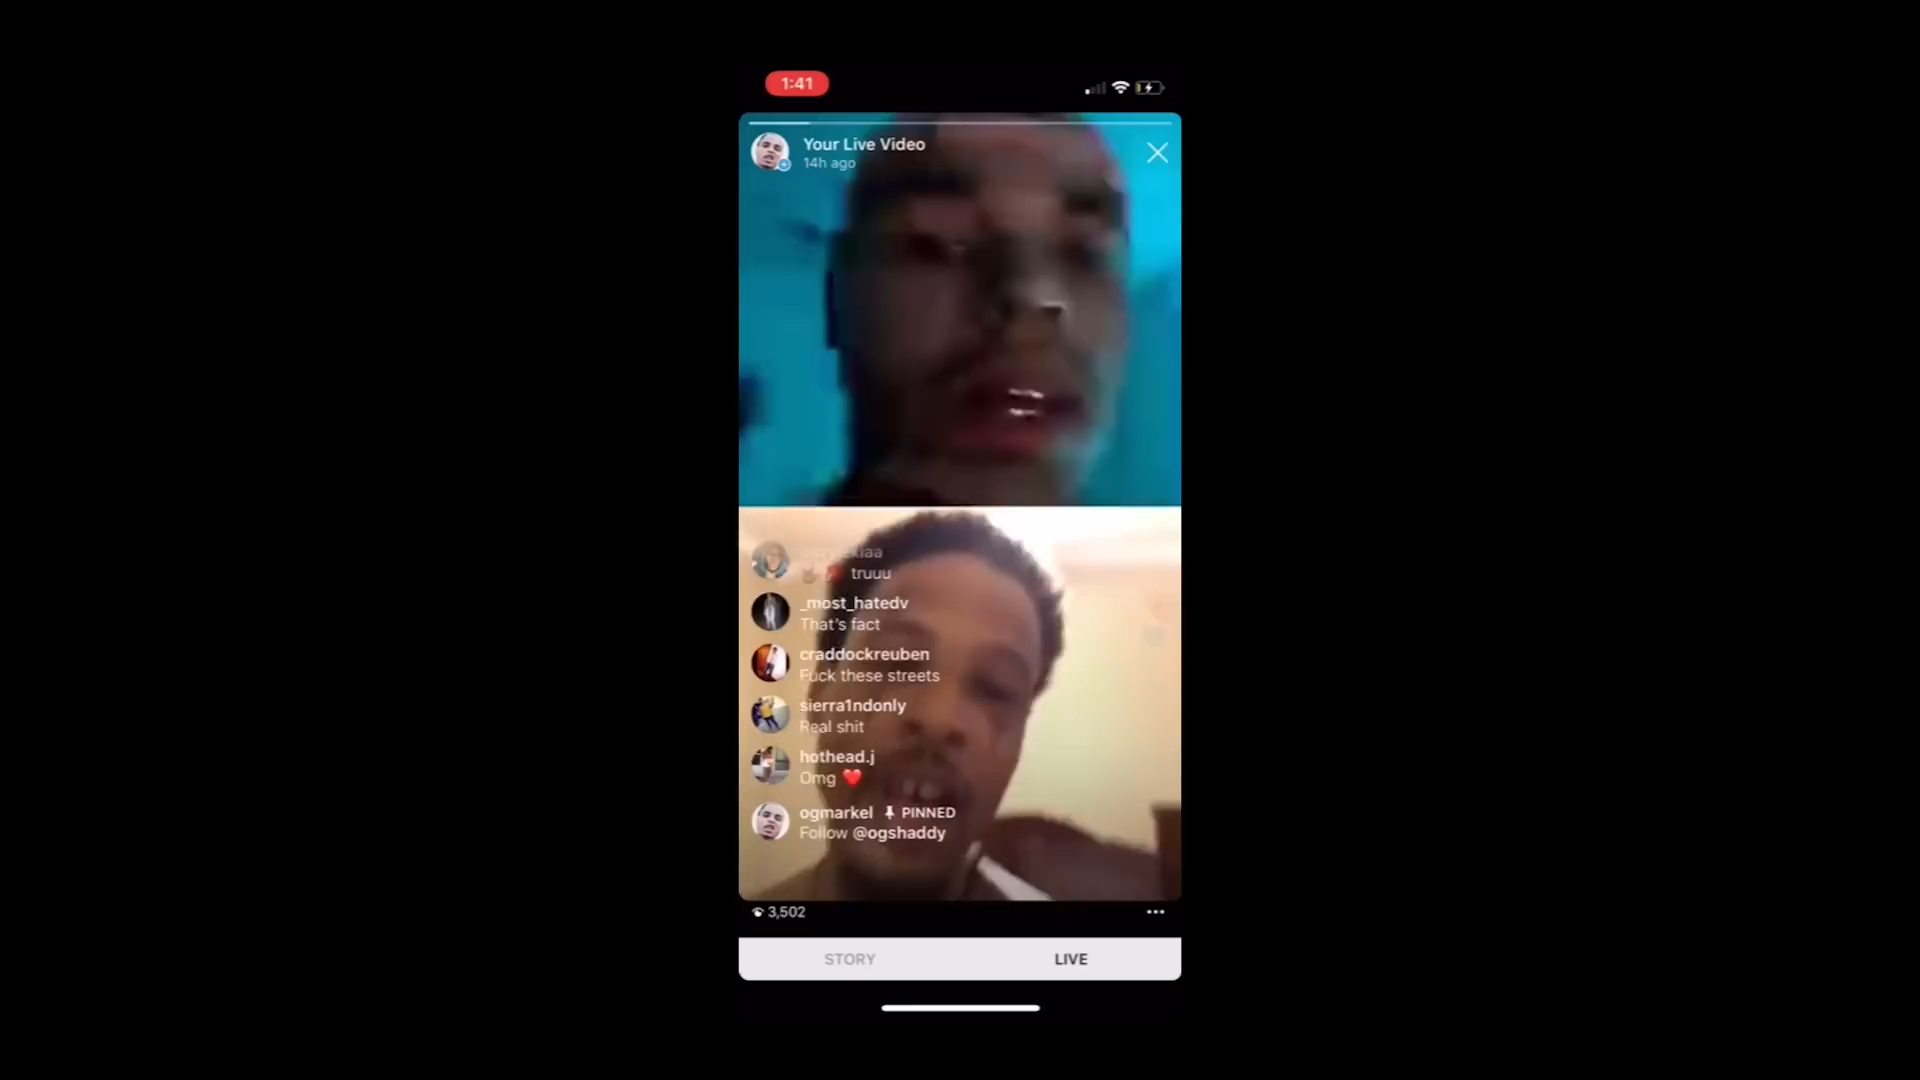 1:41
Your Live Video
14h ago
truuu
_most_hatedv
That's fact
craddockreuben
Fuck these streets
sierra1ndonly
Real shit
hothead.j
Omg ❤️
ogmarkel PINNED
Follow @ogshaddy
3,502
STORY
LIVE